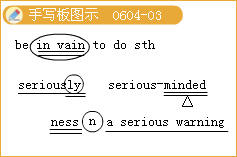 手写板图示 0604-03
be in vain to do sth
seriously serious-minded
ness n a serious warning